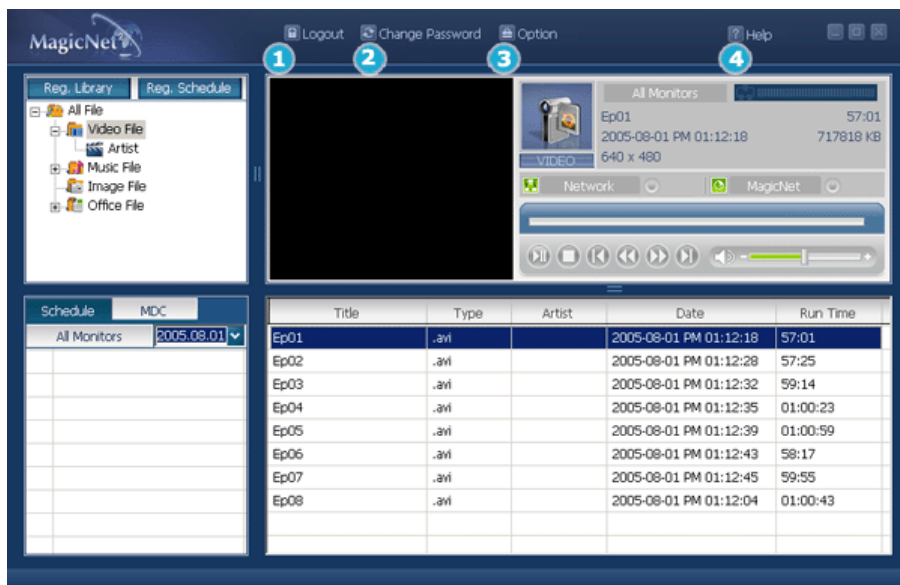 MagicNet
Logout Change Password Option Help
1 2 3 4
Reg. Library Reg. Schedule
All File
Video File
Artist
Music File
Image File
Office File
All Monitors
Ep01 57:01
2005-08-01 PM 01:12:18 717818 KB
640 x 480
VIDEO
Network MagicNet
Schedule MDC
All Monitors 2005.08.01
Title Type Artist Date Run Time
Ep01 .avi 2005-08-01 PM 01:12:18 57:01
Ep02 .avi 2005-08-01 PM 01:12:28 57:25
Ep03 .avi 2005-08-01 PM 01:12:32 59:14
Ep04 .avi 2005-08-01 PM 01:12:35 01:00:23
Ep05 .avi 2005-08-01 PM 01:12:39 01:00:59
Ep06 .avi 2005-08-01 PM 01:12:43 58:17
Ep07 .avi 2005-08-01 PM 01:12:45 59:55
Ep08 .avi 2005-08-01 PM 01:12:04 01:00:43